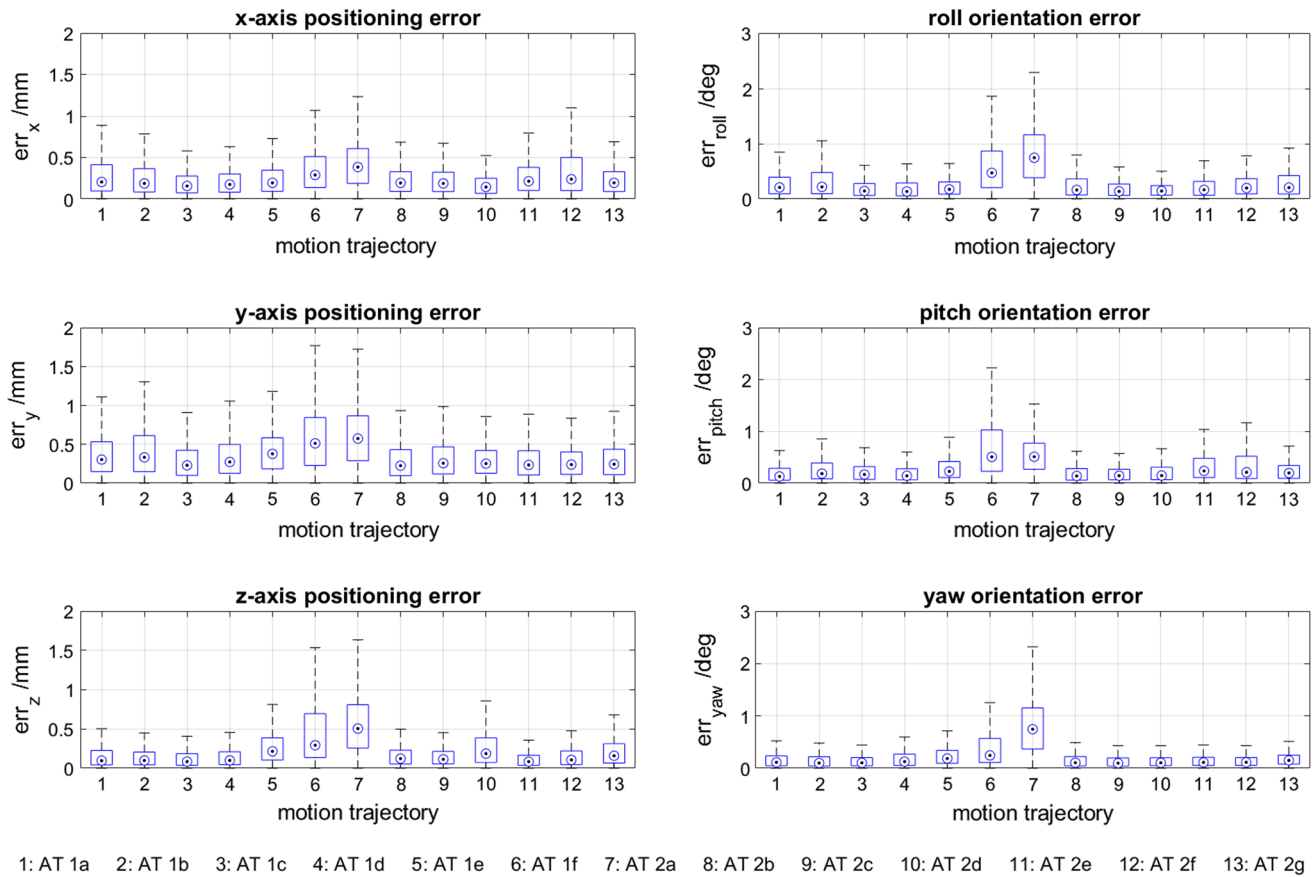 x-axis positioning error
2
1.5
1
0.5
0
err_x /mm
1 2 3 4 5 6 7 8 9 10 11 12 13
motion trajectory
roll orientation error
3
2
1
0
err_roll /deg
1 2 3 4 5 6 7 8 9 10 11 12 13
motion trajectory
y-axis positioning error
2
1.5
1
0.5
0
err_y /mm
1 2 3 4 5 6 7 8 9 10 11 12 13
motion trajectory
pitch orientation error
3
2
1
0
err_pitch /deg
1 2 3 4 5 6 7 8 9 10 11 12 13
motion trajectory
z-axis positioning error
2
1.5
1
0.5
0
err_z /mm
1 2 3 4 5 6 7 8 9 10 11 12 13
motion trajectory
yaw orientation error
3
2
1
0
err_yaw /deg
1 2 3 4 5 6 7 8 9 10 11 12 13
motion trajectory
1: AT 1a 2: AT 1b 3: AT 1c 4: AT 1d 5: AT 1e 6: AT 1f 7: AT 2a 8: AT 2b 9: AT 2c 10: AT 2d 11: AT 2e 12: AT 2f 13: AT 2g